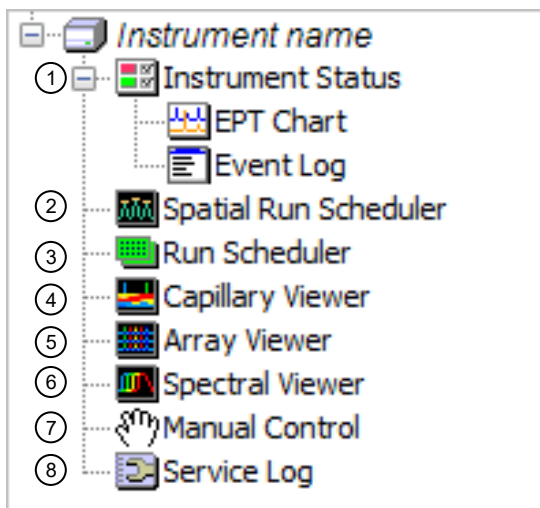 Instrument name
1 Instrument Status
EPT Chart
Event Log
2 Spatial Run Scheduler
3 Run Scheduler
4 Capillary Viewer
5 Array Viewer
6 Spectral Viewer
7 Manual Control
8 Service Log